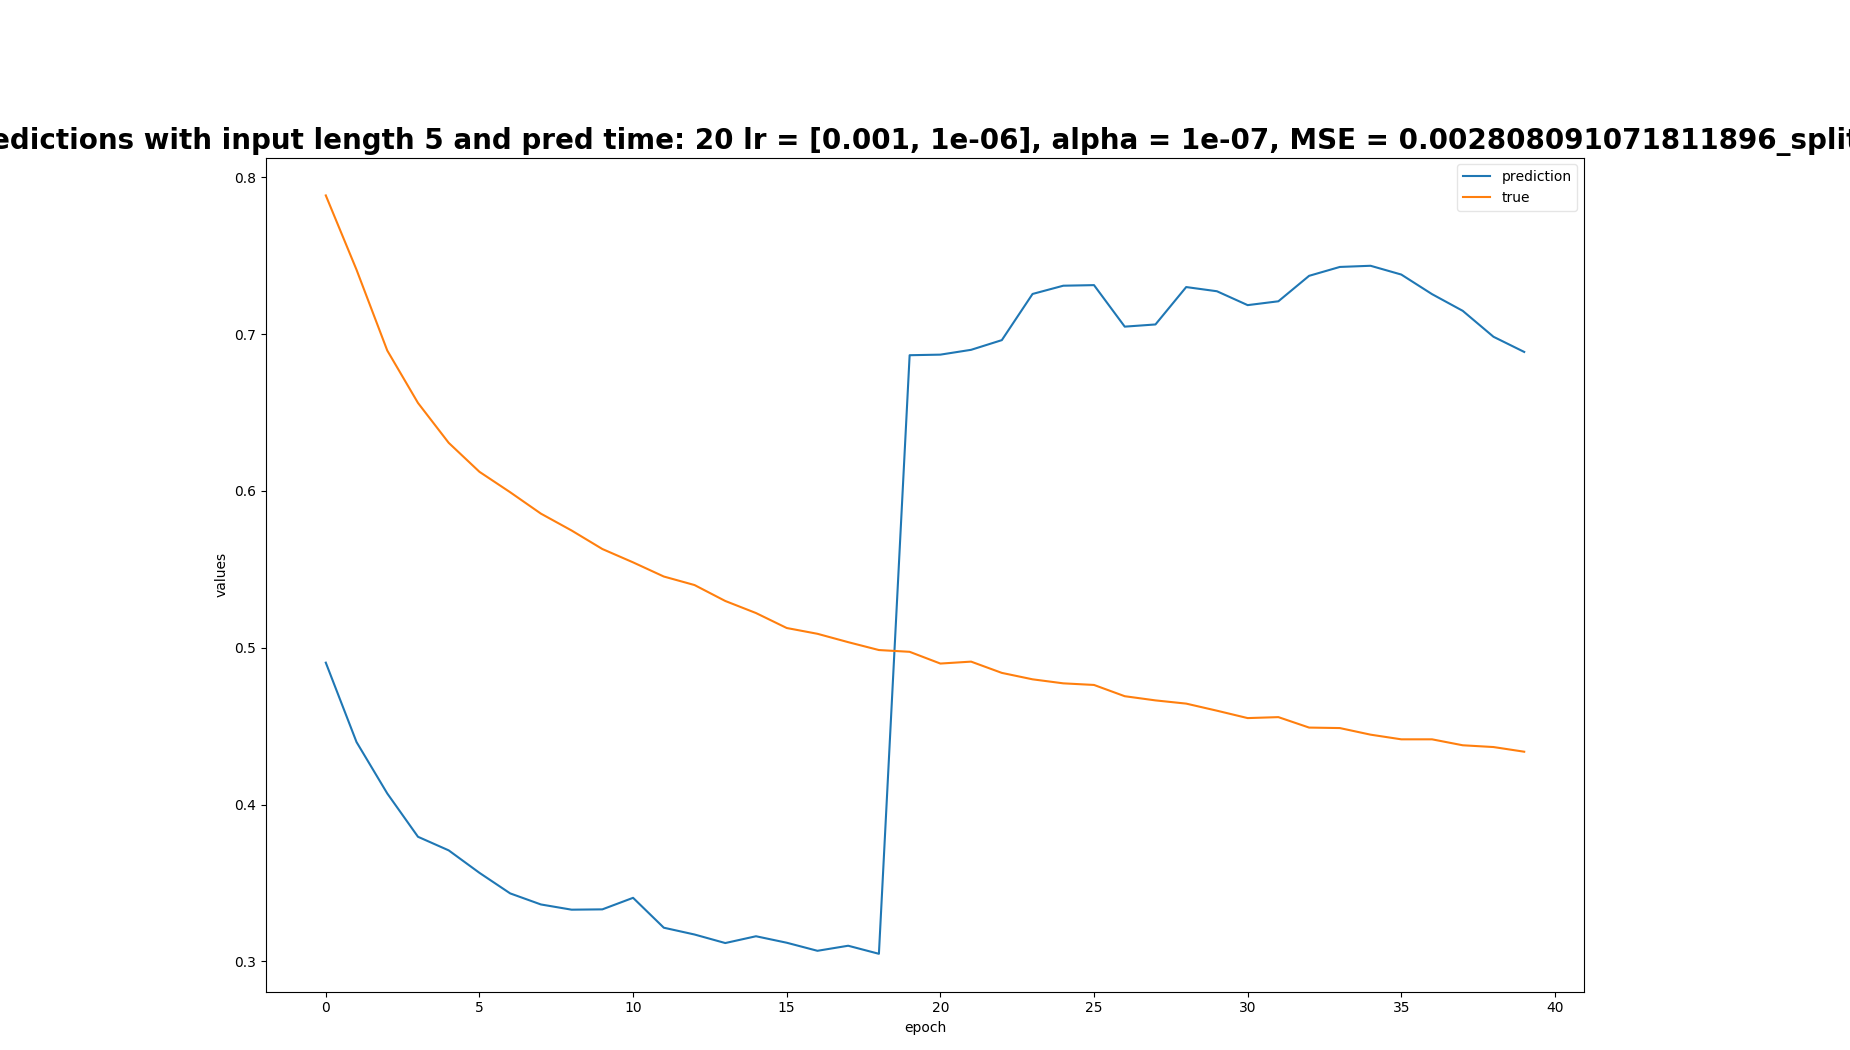 edictions with input length 5 and pred time: 20 lr = [0.001, 1e-06], alpha = 1e-07, MSE = 0.002808091071811896_split
prediction
true
0.8
0.7
0.6
0.5
0.4
0.3
values
0 5 10 15 20 25 30 35 40
epoch